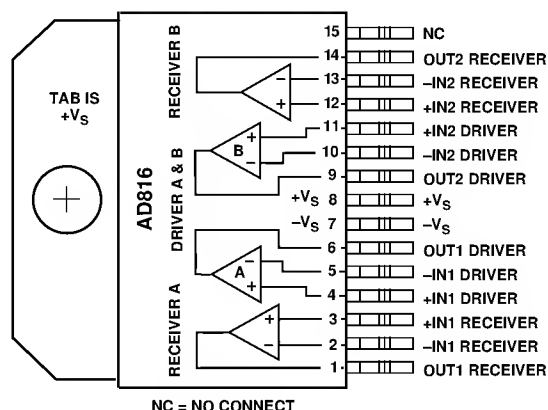 TAB IS
+VS
AD816
RECEIVER B
DRIVER A & B
RECEIVER A
B
A
−
+
+
−
−
+
+
−
15 NC
14 OUT2 RECEIVER
13 –IN2 RECEIVER
12 +IN2 RECEIVER
11 +IN2 DRIVER
10 –IN2 DRIVER
9 OUT2 DRIVER
+VS 8 +VS
–VS 7 –VS
6 OUT1 DRIVER
5 –IN1 DRIVER
4 +IN1 DRIVER
3 +IN1 RECEIVER
2 –IN1 RECEIVER
1 OUT1 RECEIVER
NC = NO CONNECT